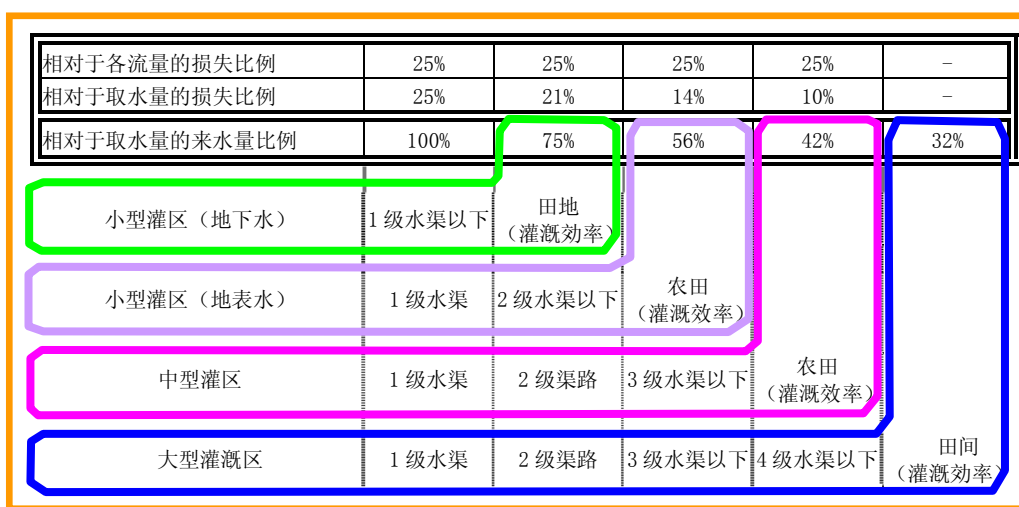 相对于各流量的损失比例 25% 25% 25% 25% －
相对于取水量的损失比例 25% 21% 14% 10% －
相对于取水量的来水量比例 100% 75% 56% 42% 32%
小型灌区（地下水） 1级水渠以下 田地
（灌溉効率）
小型灌区（地表水） 1级水渠 2级水渠以下 农田
（灌溉效率）
中型灌区 1级水渠 2级渠路 3级水渠以下 农田
（灌溉效率）
大型灌溉区 1级水渠 2级渠路 3级水渠以下 4级水渠以下 田间
（灌溉効率）